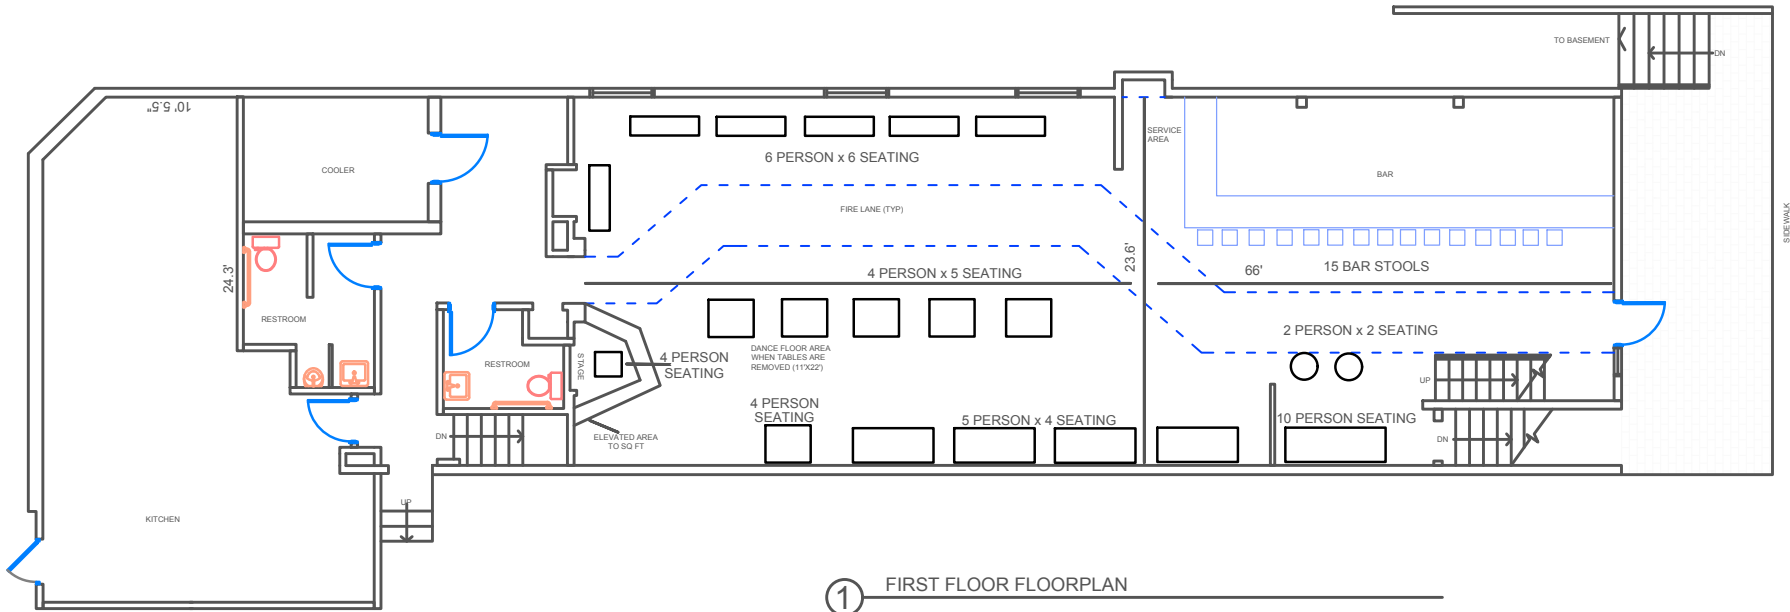 TO BASEMENT
DN
10' 5.5"
SERVICE
AREA
6 PERSON x 6 SEATING
COOLER
BAR
FIRE LANE (TYP)
SIDEWALK
24.3'
23.6'
4 PERSON x 5 SEATING
66'
15 BAR STOOLS
RESTROOM
2 PERSON x 2 SEATING
RESTROOM
STAGE
4 PERSON
SEATING
DANCE FLOOR AREA
WHEN TABLES ARE
REMOVED (11'X22')
UP
4 PERSON
SEATING
5 PERSON x 4 SEATING
10 PERSON SEATING
DN
ELEVATED AREA
TO SQ FT
DN
UP
KITCHEN
1
FIRST FLOOR FLOORPLAN